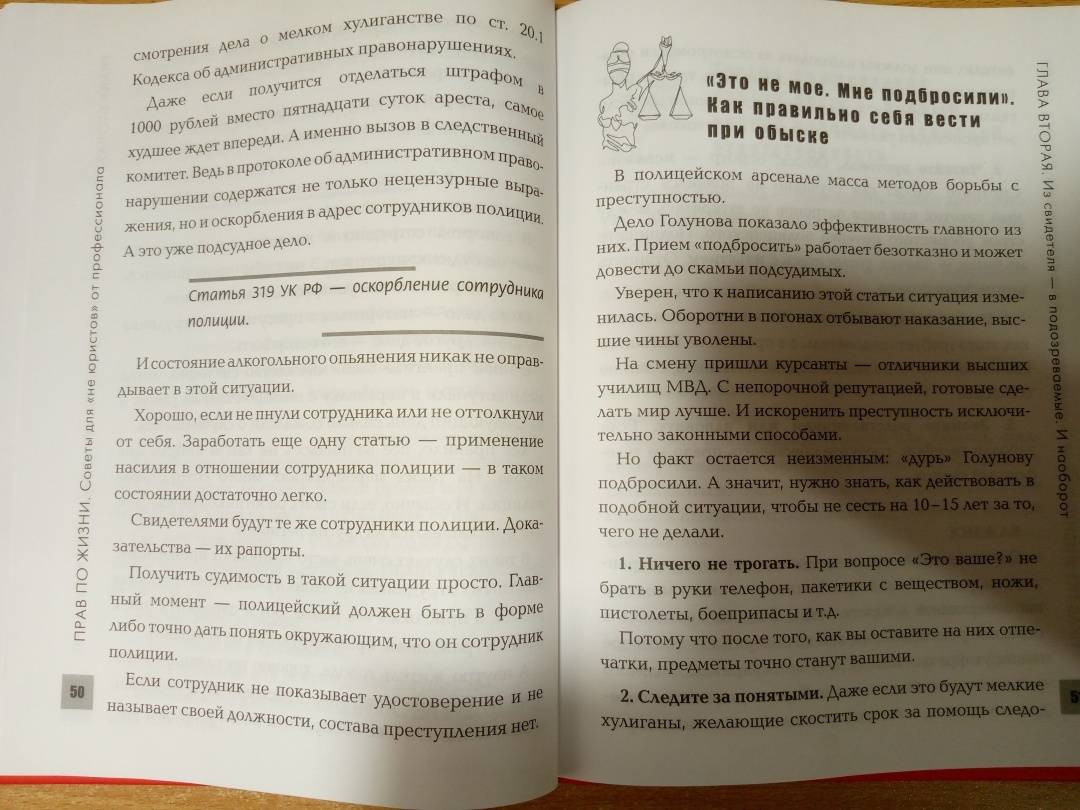 смотрения дела о мелком хулиганстве по ст. 20.1
Кодекса об административных правонарушениях.
Даже если получится отделаться штрафом в
1000 рублей вместо пятнадцати суток ареста, самое
худшее ждет впереди. А именно вызов в следственный
комитет. Ведь в протоколе об административном право-
нарушении содержатся не только нецензурные выра-
жения, но и оскорбления в адрес сотрудников полиции.
А это уже подсудное дело.
Статья 319 УК РФ — оскорбление сотрудника
полиции.
И состояние алкогольного опьянения никак не оправ-
дывает в этой ситуации.
Хорошо, если не пнули сотрудника или не оттолкнули
от себя. Заработать еще одну статью — применение
насилия в отношении сотрудника полиции — в таком
состоянии достаточно легко.
Свидетелями будут те же сотрудники полиции. Дока-
зательства — их рапорты.
Получить судимость в такой ситуации просто. Глав-
ный момент — полицейский должен быть в форме
либо точно дать понять окружающим, что он сотрудник
полиции.
Если сотрудник не показывает удостоверение и не
называет своей должности, состава преступления нет.
ПРАВ ПО ЖИЗНИ. Советы для «не юристов» от профессионала
50
«Это не мое. Мне подбросили».
Как правильно себя вести
при обыске
В полицейском арсенале масса методов борьбы с
преступностью.
Дело Голунова показало эффективность главного из
них. Прием «подбросить» работает безотказно и может
довести до скамьи подсудимых.
Уверен, что к написанию этой статьи ситуация изме-
нилась. Оборотни в погонах отбывают наказание, выс-
шие чины уволены.
На смену пришли курсанты — отличники высших
училищ МВД. С непорочной репутацией, готовые сде-
лать мир лучше. И искоренить преступность исключи-
тельно законными способами.
Но факт остается неизменным: «дурь» Голунову
подбросили. А значит, нужно знать, как действовать в
подобной ситуации, чтобы не сесть на 10–15 лет за то,
чего не делали.
1. Ничего не трогать. При вопросе «Это ваше?» не
брать в руки телефон, пакетики с веществом, ножи,
пистолеты, боеприпасы и т.д.
Потому что после того, как вы оставите на них отпе-
чатки, предметы точно станут вашими.
2. Следите за понятыми. Даже если это будут мелкие
хулиганы, желающие скостить срок за помощь следо-
ГЛАВА ВТОРАЯ. Из свидетеля — в подозреваемые. И наоборот